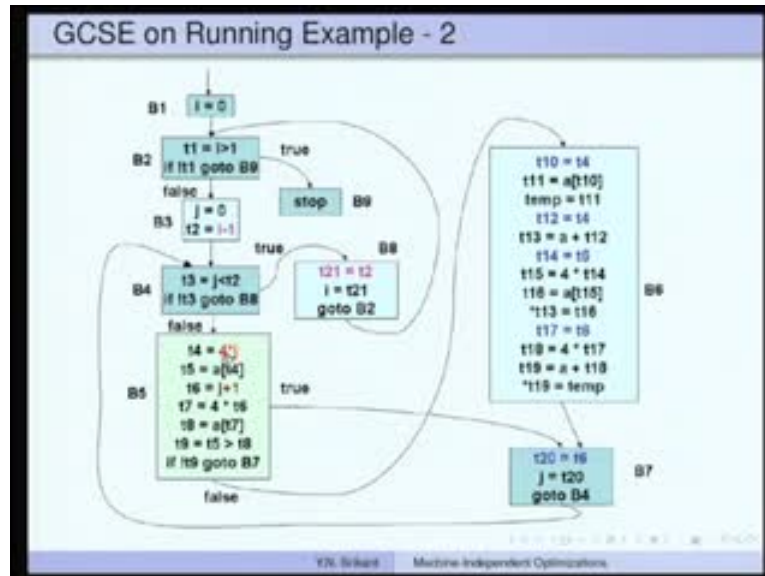 GCSE on Running Example - 2
B1
i = 0
B2
t1 = i>1
if !t1 goto B9
true
false
stop
B9
B3
j = 0
t2 = i-1
true
B8
t21 = t2
i = t21
goto B2
B4
t3 = j<t2
if !t3 goto B8
false
B5
t4 = 4*j
t5 = a[t4]
t6 = j+1
t7 = 4 * t6
t8 = a[t7]
t9 = t5 > t8
if !t9 goto B7
true
false
t10 = t4
t11 = a[t10]
temp = t11
t12 = t4
t13 = a + t12
t14 = t6
t15 = 4 * t14
t16 = a[t15]
*t13 = t16
t17 = t6
t18 = 4 * t17
t19 = a + t18
*t19 = temp
B6
t20 = t6
j = t20
goto B4
B7
Y.N. Srikant
Machine-Independent Optimizations